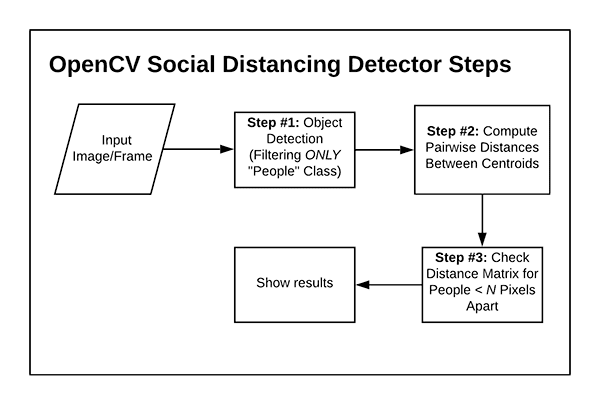 OpenCV Social Distancing Detector Steps
Input
Image/Frame
Step #1: Object
Detection
(Filtering ONLY
"People" Class)
Step #2: Compute
Pairwise Distances
Between Centroids
Step #3: Check
Distance Matrix for
People < N Pixels
Apart
Show results